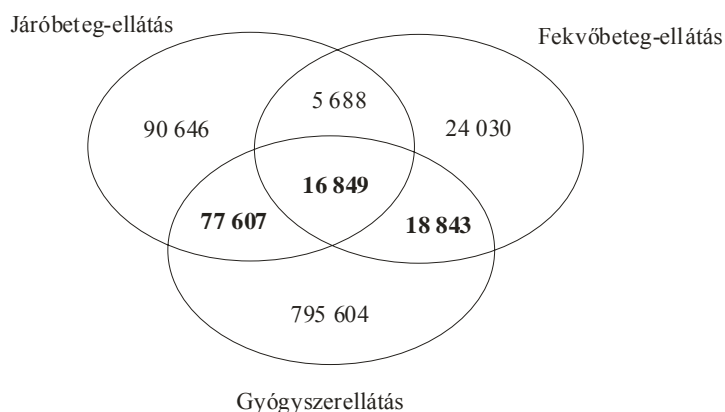 Járóbeteg-ellátás
Fekvőbeteg-ellátás
5 688
90 646
24 030
16 849
77 607
18 843
795 604
Gyógyszerellátás